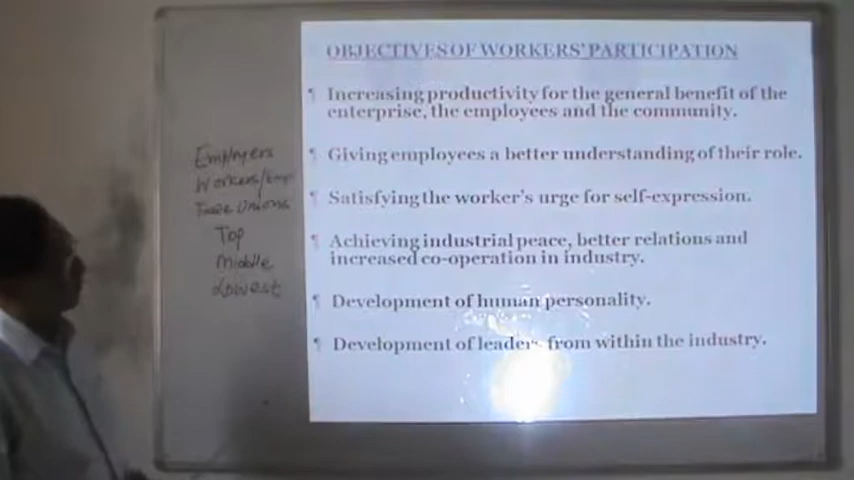 OBJECTIVES OF WORKERS' PARTICIPATION
¶ Increasing productivity for the general benefit of the
enterprise, the employees and the community.
¶ Giving employees a better understanding of their role.
¶ Satisfying the worker's urge for self-expression.
¶ Achieving industrial peace, better relations and
increased co-operation in industry.
¶ Development of human personality.
¶ Development of leaders from within the industry.
Employers
Workers/
Trade Unions
Top
Middle
Lowest